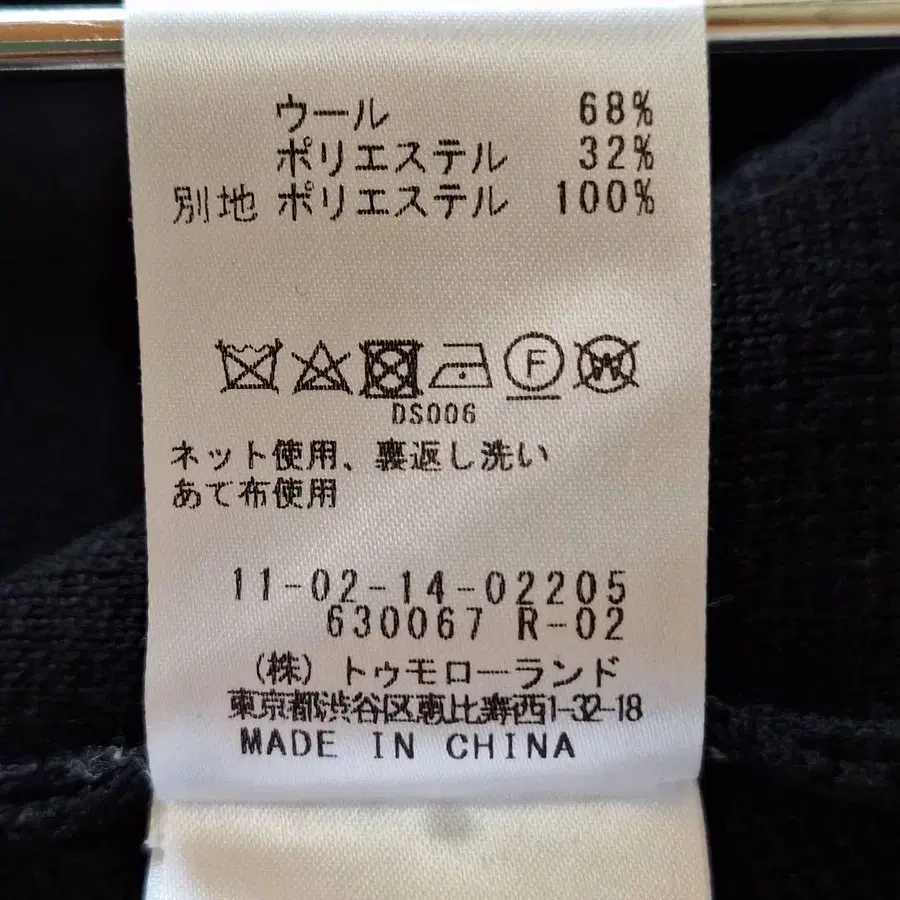 ウール 68%
ポリエステル 32%
別地 ポリエステル 100%
F W
DS006
ネット使用、裏返し洗い
あて布使用
11-02-14-02205
630067 R-02
(株) トゥモローランド
東京都渋谷区恵比寿西1-32-18
MADE IN CHINA